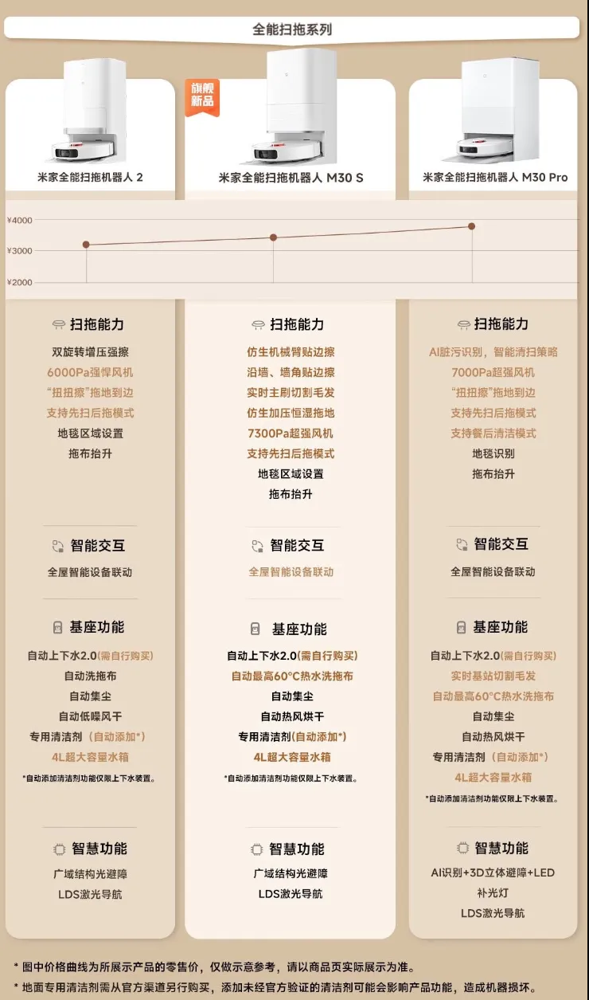 全能扫拖系列
旗舰
新品
米家全能扫拖机器人 2
米家全能扫拖机器人 M30 S
米家全能扫拖机器人 M30 Pro
¥4000
¥3000
¥2000
扫拖能力
双旋转增压强擦
6000Pa强悍风机
“扭扭擦”拖地到边
支持先扫后拖模式
地毯区域设置
拖布抬升
智能交互
全屋智能设备联动
基座功能
自动上下水2.0(需自行购买)
自动洗拖布
自动集尘
自动低噪风干
专用清洁剂（自动添加*）
4L超大容量水箱
*自动添加清洁剂功能仅限上下水装置。
智慧功能
广域结构光避障
LDS激光导航
扫拖能力
仿生机械臂贴边擦
沿墙、墙角贴边擦
实时主刷切割毛发
仿生加压恒湿拖地
7300Pa超强风机
支持先扫后拖模式
地毯区域设置
拖布抬升
智能交互
全屋智能设备联动
基座功能
自动上下水2.0(需自行购买)
自动最高60°C热水洗拖布
自动集尘
自动热风烘干
专用清洁剂(自动添加*)
4L超大容量水箱
*自动添加清洁剂功能仅限上下水装置。
智慧功能
广域结构光避障
LDS激光导航
扫拖能力
AI脏污识别，智能清扫策略
7000Pa超强风机
“扭扭擦”拖地到边
支持先扫后拖模式
支持餐后清洁模式
地毯识别
拖布抬升
智能交互
全屋智能设备联动
基座功能
自动上下水2.0(需自行购买)
实时基站切割毛发
自动最高60°C热水洗拖布
自动集尘
自动热风烘干
专用清洁剂（自动添加*）
4L超大容量水箱
*自动添加清洁剂功能仅限上下水装置。
智慧功能
AI识别+3D立体避障+LED
补光灯
LDS激光导航
* 图中价格曲线为所展示产品的零售价，仅做示意参考，请以商品页实际展示为准。
* 地面专用清洁剂需从官方渠道另行购买，添加未经官方验证的清洁剂可能会影响产品功能，造成机器损坏。